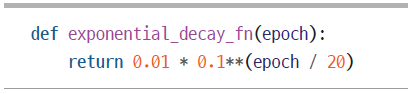 def exponential_decay_fn(epoch):
    return 0.01 * 0.1**(epoch / 20)